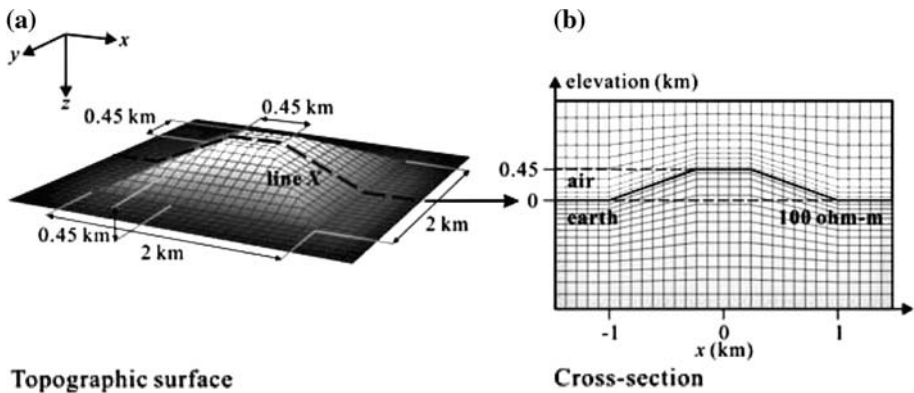 (a)
x
y
z
0.45 km
0.45 km
line X
0.45 km
2 km
2 km
Topographic surface
(b)
elevation (km)
0.45
air
0
earth
100 ohm-m
-1
0
1
x (km)
Cross-section